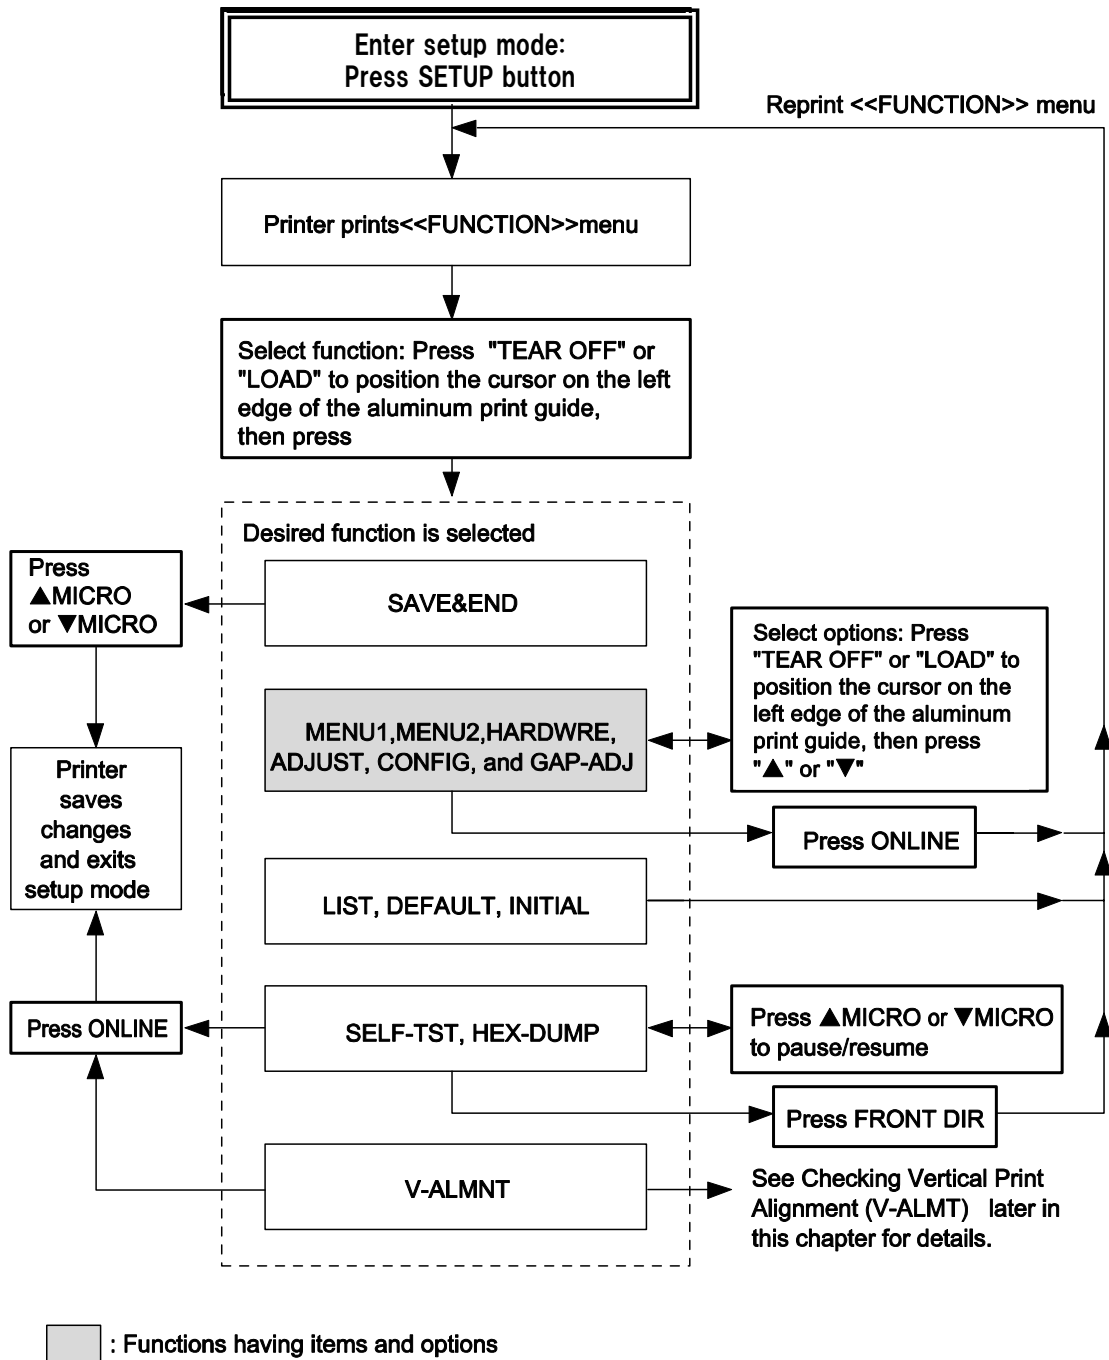 Enter setup mode:
Press SETUP button
Reprint <<FUNCTION>> menu
Printer prints<<FUNCTION>>menu
Select function: Press "TEAR OFF" or
"LOAD" to position the cursor on the left
edge of the aluminum print guide,
then press
Desired function is selected
Press
▲MICRO
or ▼MICRO
SAVE&END
Select options: Press
"TEAR OFF" or "LOAD" to
position the cursor on the
left edge of the aluminum
print guide, then press
"▲" or "▼"
MENU1,MENU2,HARDWRE,
ADJUST, CONFIG, and GAP-ADJ
Printer
saves
changes
and exits
setup mode
Press ONLINE
LIST, DEFAULT, INITIAL
Press ONLINE
SELF-TST, HEX-DUMP
Press ▲MICRO or ▼MICRO
to pause/resume
Press FRONT DIR
V-ALMNT
See Checking Vertical Print
Alignment (V-ALMT) later in
this chapter for details.
: Functions having items and options